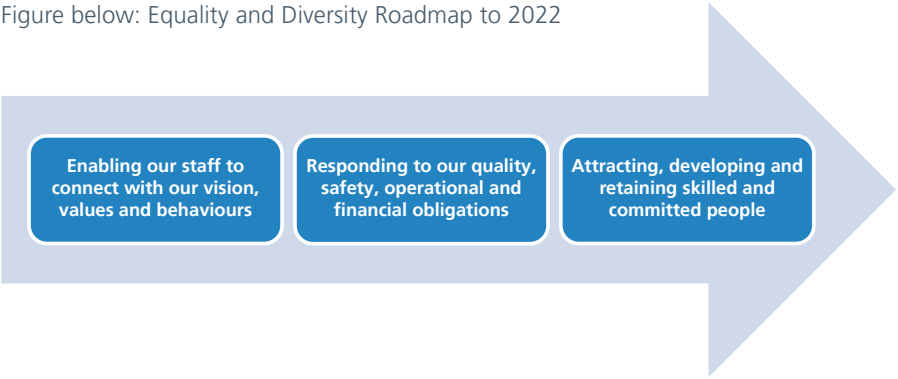 Figure below: Equality and Diversity Roadmap to 2022
Enabling our staff to
connect with our vision,
values and behaviours
Responding to our quality,
safety, operational and
financial obligations
Attracting, developing and
retaining skilled and
committed people